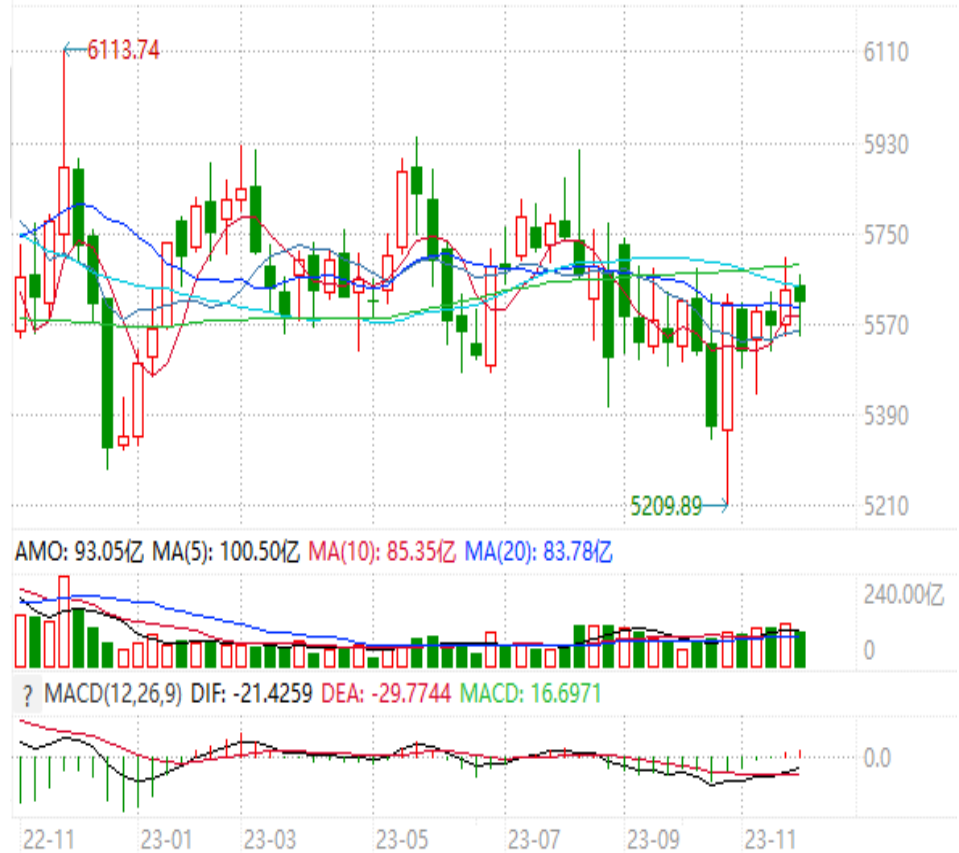 6113.74
6110
5930
5750
5570
5390
5209.89
5210
AMO: 93.05亿 MA(5): 100.50亿 MA(10): 85.35亿 MA(20): 83.78亿
240.00亿
0
? MACD(12,26,9) DIF: -21.4259 DEA: -29.7744 MACD: 16.6971
0.0
22-11 23-01 23-03 23-05 23-07 23-09 23-11